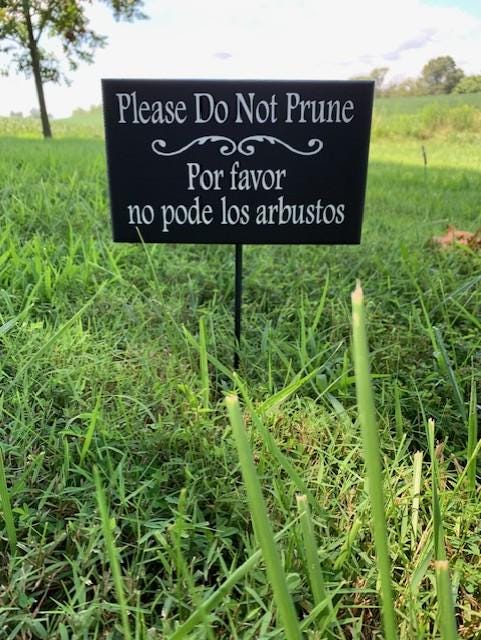 Please Do Not Prune
Por favor
no pode los arbustos